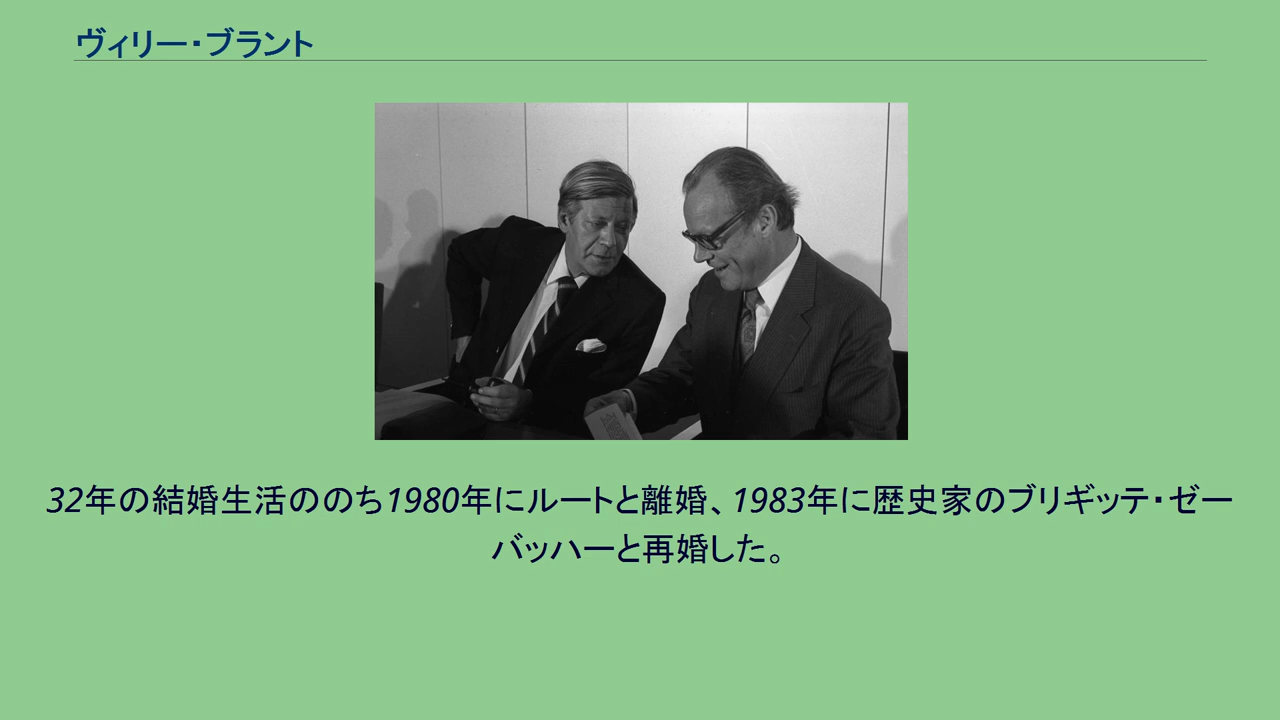 ヴィリー・ブラント
32年の結婚生活ののち1980年にルートと離婚、1983年に歴史家のブリギッテ・ゼー
バッハーと再婚した。